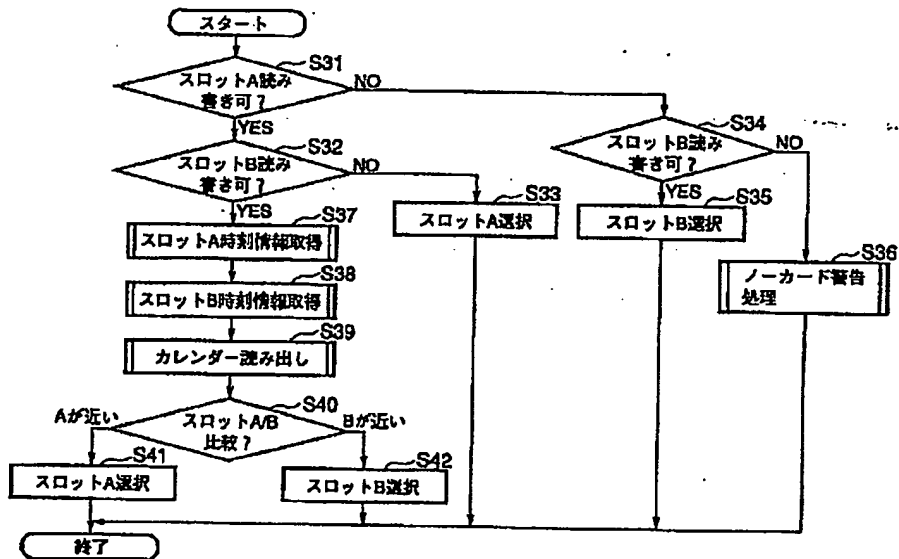 スタート
S31
スロットA読み
書き可?
NO
YES
S32
スロットB読み
書き可?
NO
YES
S34
スロットB読み
書き可?
NO
YES
S33
スロットA選択
S35
スロットB選択
S36
ノーカード警告
処理
S37
スロットA時刻情報取得
S38
スロットB時刻情報取得
S39
カレンダー読み出し
S40
スロットA/B
比較?
Aが近い
Bが近い
S41
スロットA選択
S42
スロットB選択
終了